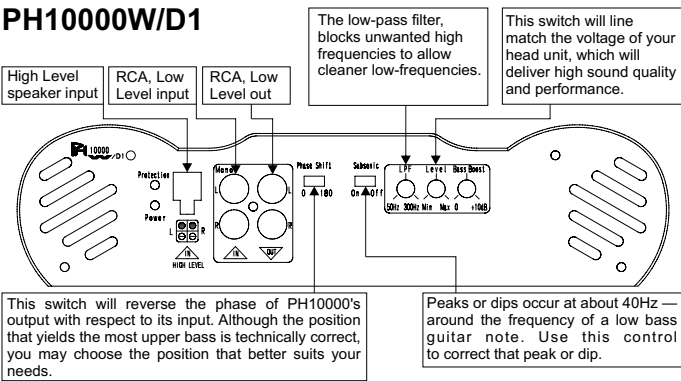 PH10000W/D1
The low-pass filter,
blocks unwanted high
frequencies to allow
cleaner low-frequencies.
This switch will line
match the voltage of your
head unit, which will
deliver high sound quality
and performance.
High Level
speaker input
RCA, Low
Level input
RCA, Low
Level out
10000 /D1
Protection
Power
Mono
Phase Shift
0 180
Subsonic
On Off
LPF Level Bass Boost
50Hz 300Hz Min Max 0 +10dB
L R
L
R
L
R
IN
HIGH LEVEL
IN
OUT
This switch will reverse the phase of PH10000's
output with respect to its input. Although the position
that yields the most upper bass is technically correct,
you may choose the position that better suits your
needs.
Peaks or dips occur at about 40Hz —
around the frequency of a low bass
guitar note. Use this control
to correct that peak or dip.